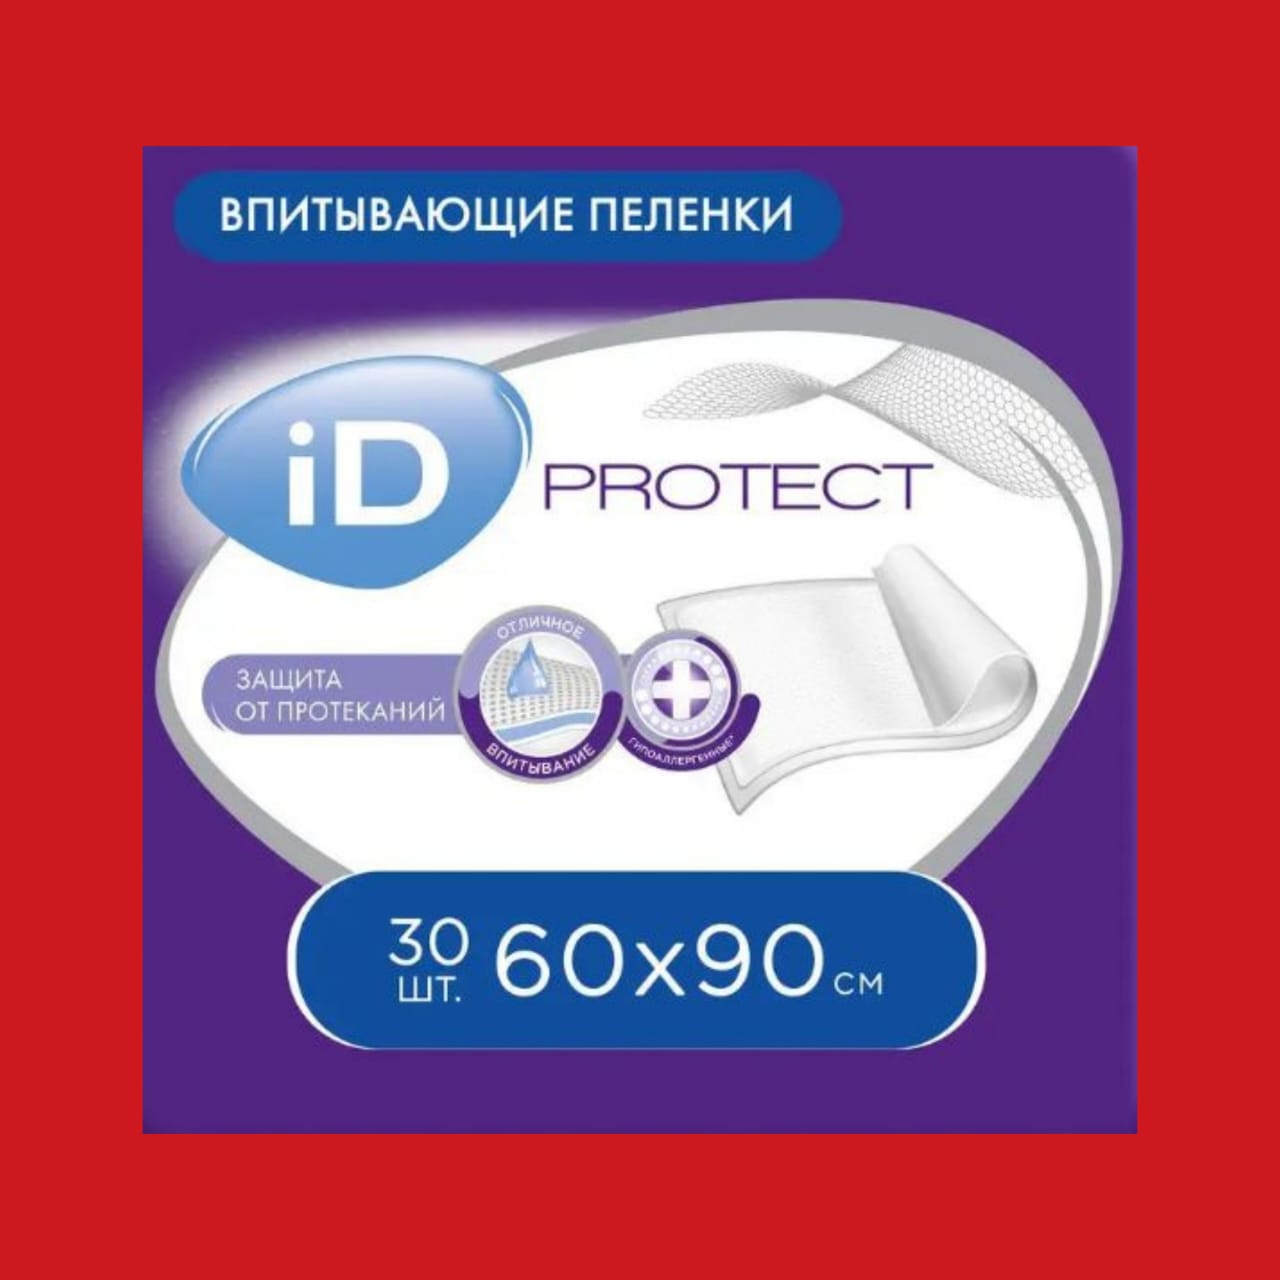 ВПИТЫВАЮЩИЕ ПЕЛЕНКИ
iD
PROTECT
ЗАЩИТА
ОТ ПРОТЕКАНИЙ
ОТЛИЧНОЕ
ВПИТЫВАНИЕ
ГИПОАЛЛЕРГЕННЫЕ*
30
ШТ.
60x90 СМ